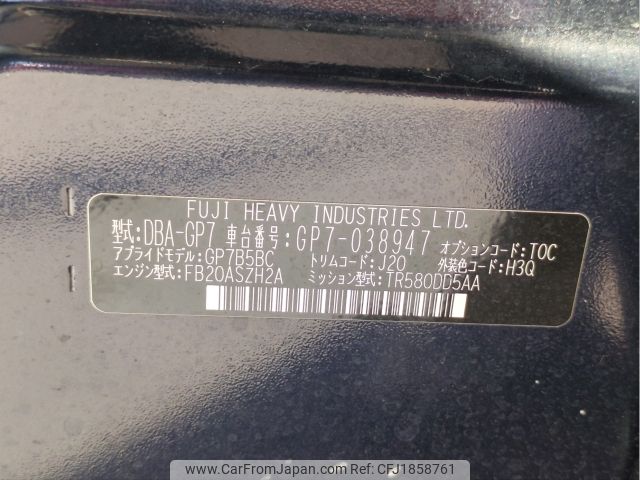 FUJI HEAVY INDUSTRIES LTD.
型式:DBA-GP7 車台番号:GP7-038947 オプションコード:TOC
アプライドモデル:GP7B5BC トリムコード:J20 外装色コード:H3Q
エンジン型式:FB20ASZH2A ミッション型式:TR580DD5AA
Car From Japan - Ref. CFJ1858761